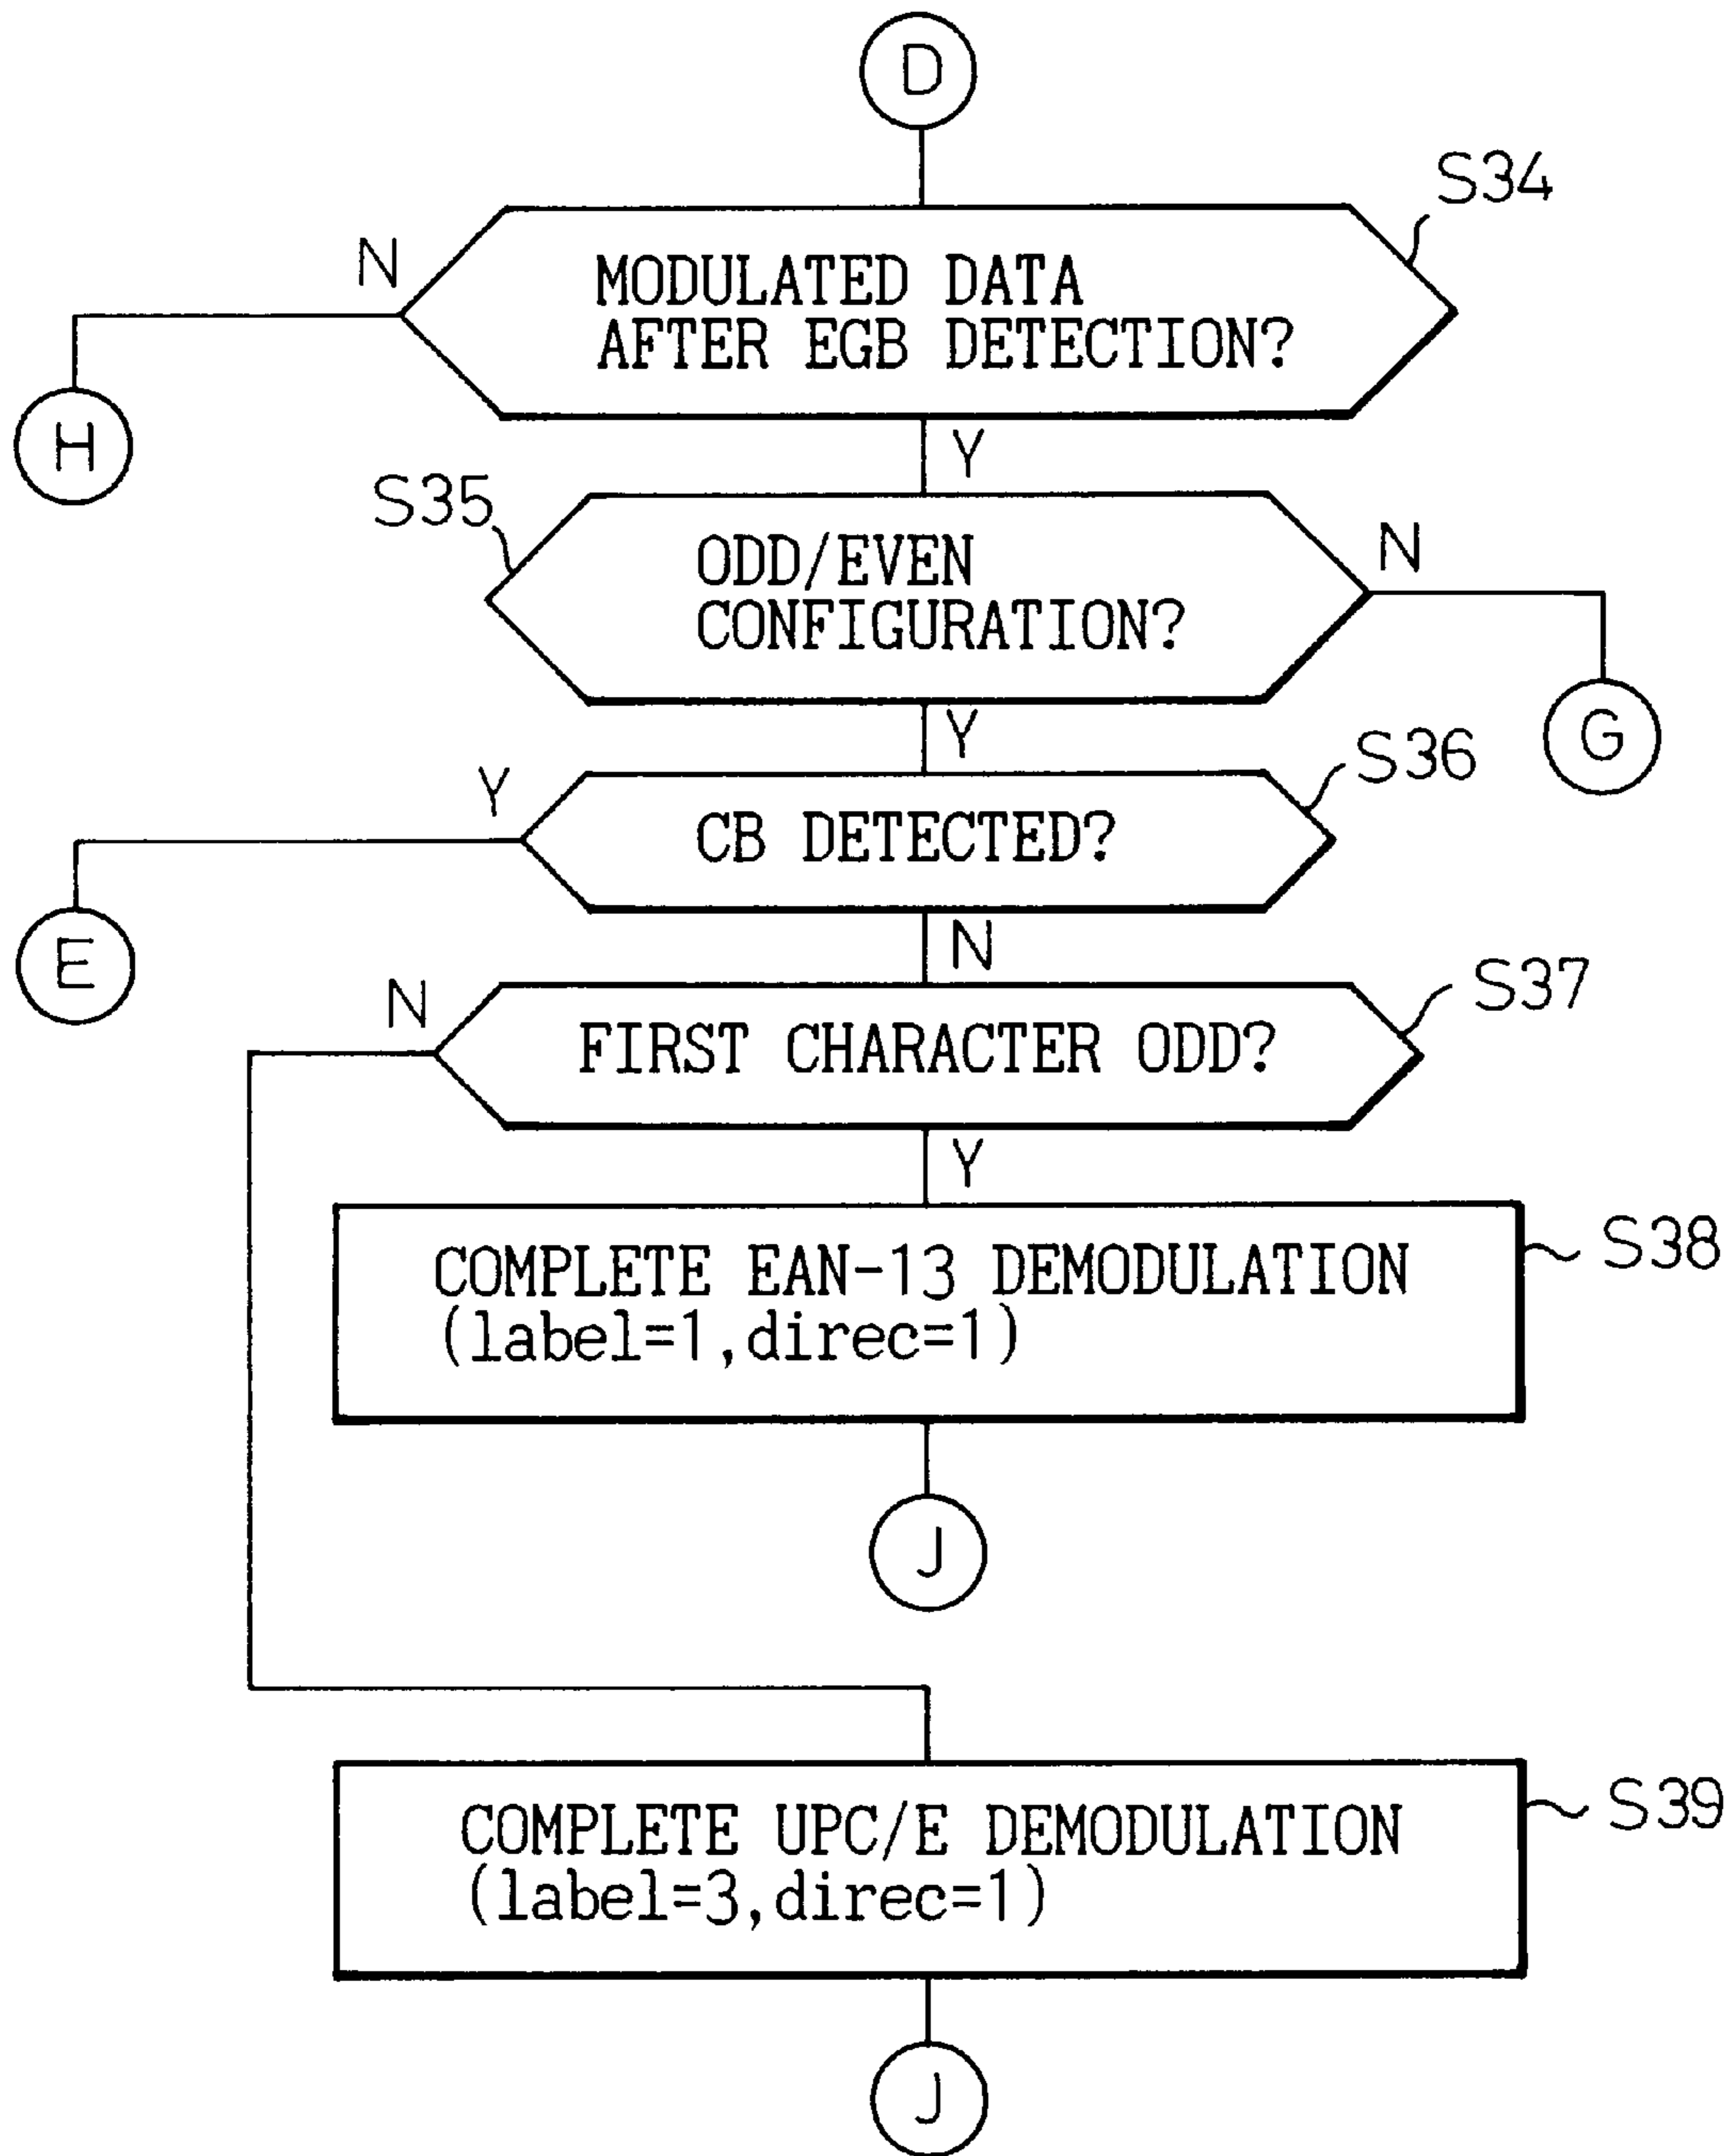 D
S34
N
MODULATED DATA
AFTER EGB DETECTION?
H
Y
S35
ODD/EVEN
CONFIGURATION?
N
G
Y
S36
Y
CB DETECTED?
E
N
S37
N
FIRST CHARACTER ODD?
Y
S38
COMPLETE EAN-13 DEMODULATION
(label=1,direc=1)
J
S39
COMPLETE UPC/E DEMODULATION
(label=3,direc=1)
J